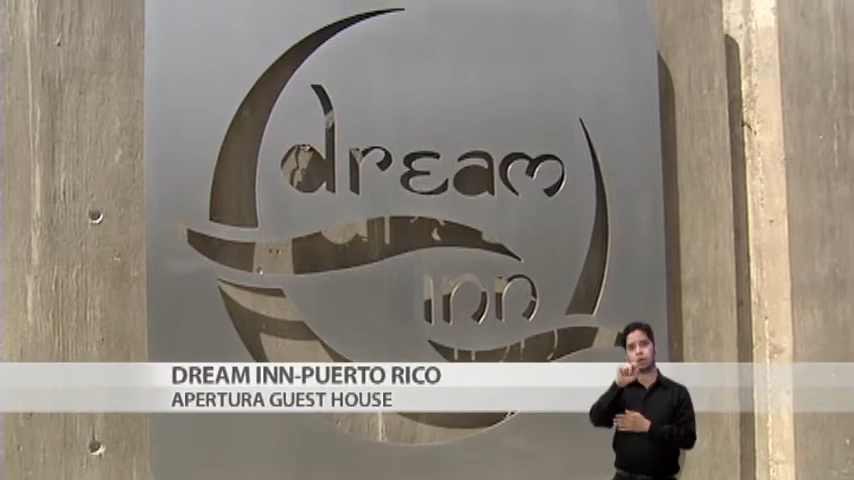 dream
inn
DREAM INN-PUERTO RICO
APERTURA GUEST HOUSE